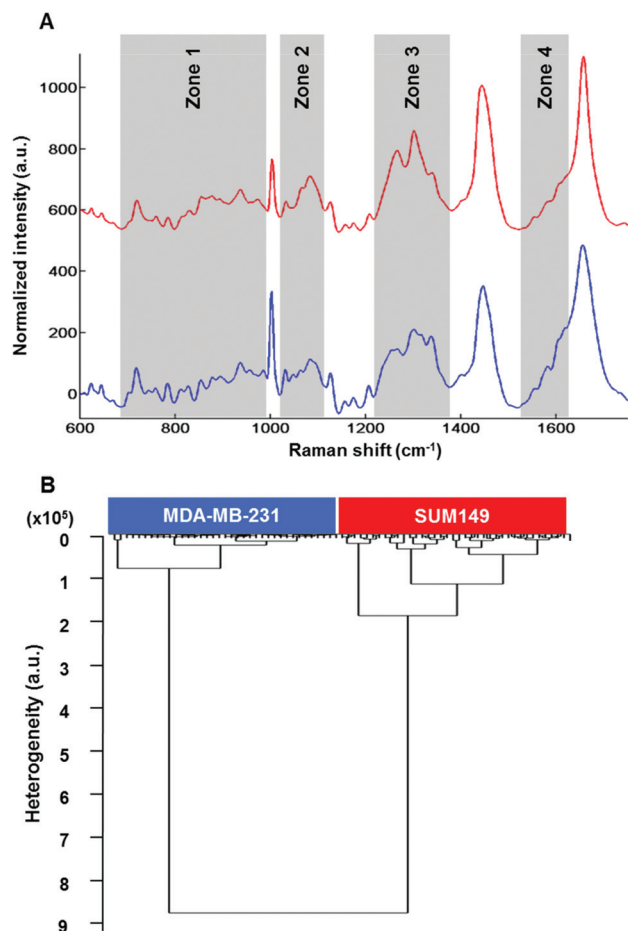 A
Zone 1
Zone 2
Zone 3
Zone 4
Normalized intensity (a.u.)
1000
800
600
400
200
0
600 800 1000 1200 1400 1600
Raman shift (cm⁻¹)
B
(x10⁵)
MDA-MB-231 SUM149
Heterogeneity (a.u.)
0
1
2
3
4
5
6
7
8
9